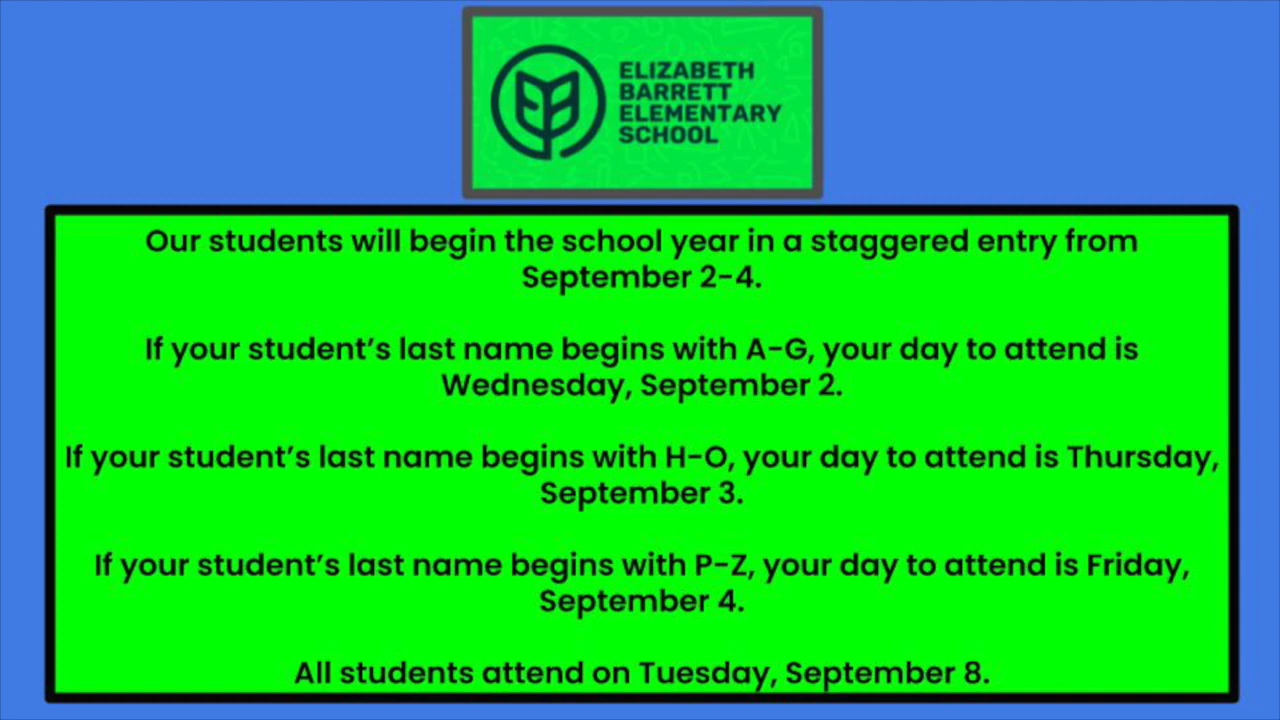 ELIZABETH
BARRETT
ELEMENTARY
SCHOOL
Our students will begin the school year in a staggered entry from
September 2-4.
If your student's last name begins with A-G, your day to attend is
Wednesday, September 2.
If your student's last name begins with H-O, your day to attend is Thursday,
September 3.
If your student's last name begins with P-Z, your day to attend is Friday,
September 4.
All students attend on Tuesday, September 8.